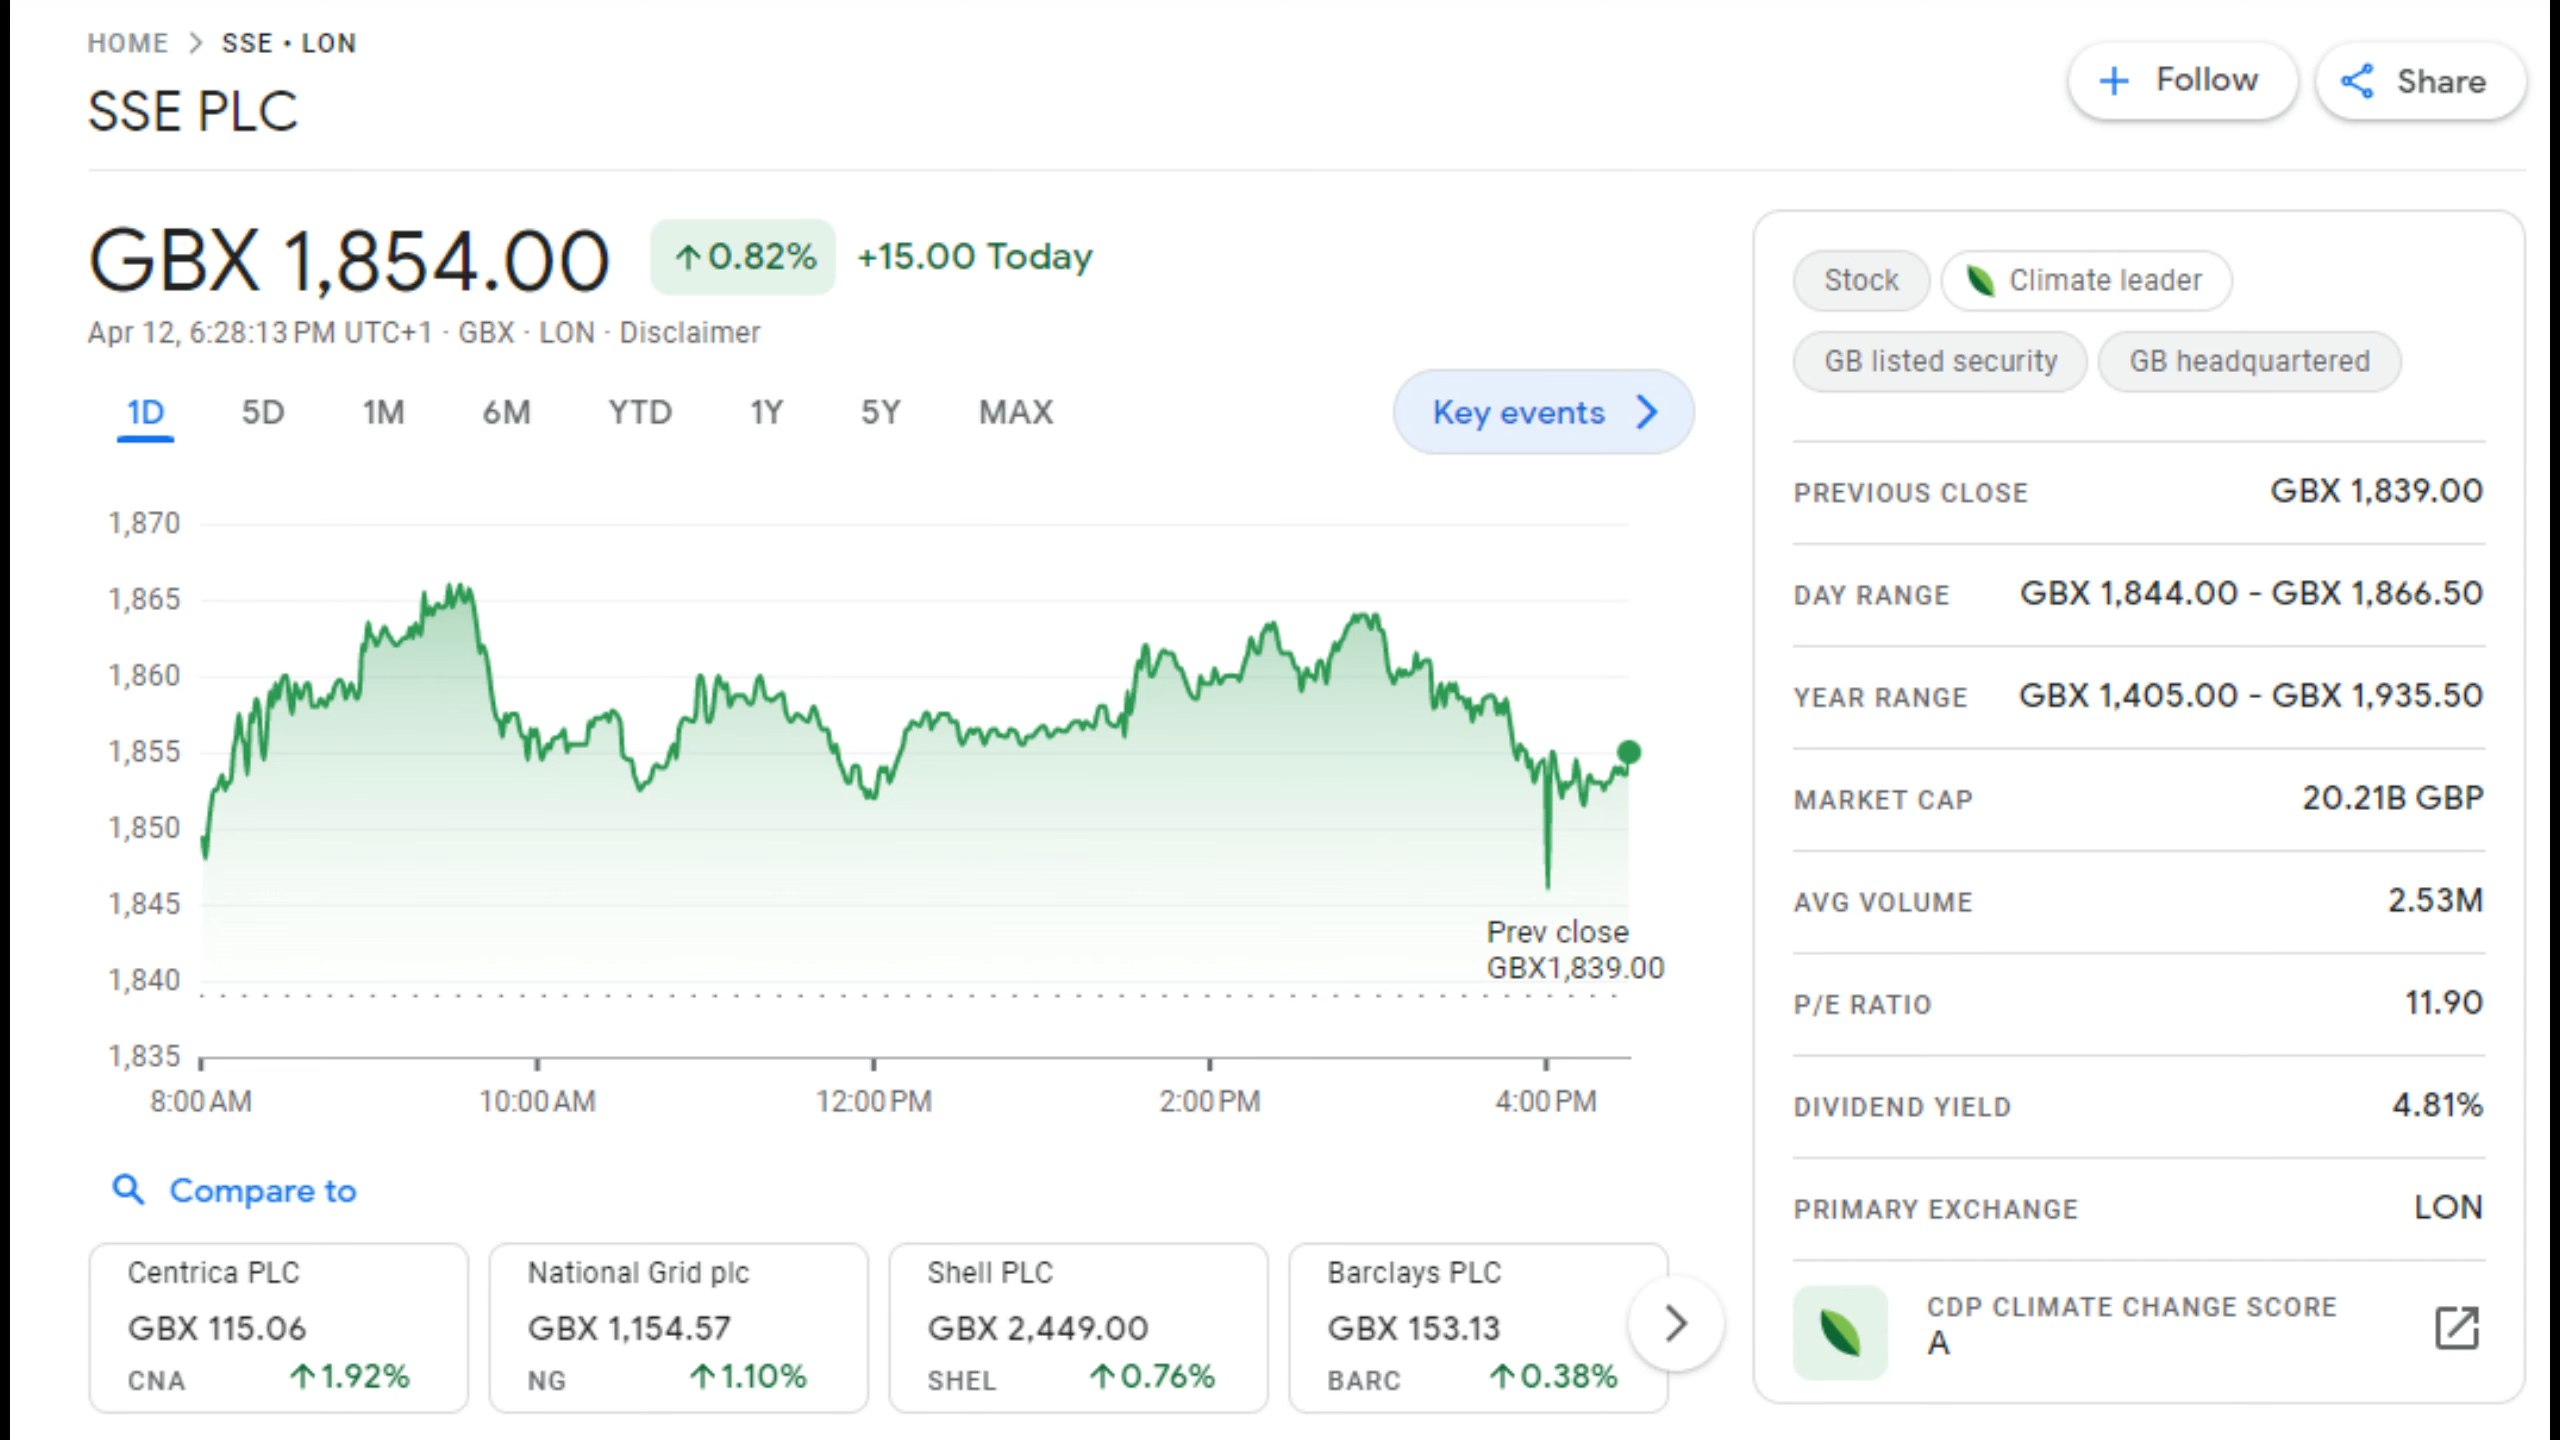 HOME > SSE • LON
SSE PLC
Follow
Share
GBX 1,854.00
↑0.82%
+15.00 Today
Apr 12, 6:28:13 PM UTC+1 · GBX · LON · Disclaimer
1D 5D 1M 6M YTD 1Y 5Y MAX
Key events
1,870
1,865
1,860
1,855
1,850
1,845
1,840
1,835
Prev close
GBX1,839.00
8:00 AM 10:00 AM 12:00 PM 2:00 PM 4:00 PM
Compare to
Centrica PLC
GBX 115.06
CNA ↑1.92%
National Grid plc
GBX 1,154.57
NG ↑1.10%
Shell PLC
GBX 2,449.00
SHEL ↑0.76%
Barclays PLC
GBX 153.13
BARC ↑0.38%
Stock
Climate leader
GB listed security
GB headquartered
PREVIOUS CLOSE GBX 1,839.00
DAY RANGE GBX 1,844.00 - GBX 1,866.50
YEAR RANGE GBX 1,405.00 - GBX 1,935.50
MARKET CAP 20.21B GBP
AVG VOLUME 2.53M
P/E RATIO 11.90
DIVIDEND YIELD 4.81%
PRIMARY EXCHANGE LON
CDP CLIMATE CHANGE SCORE
A